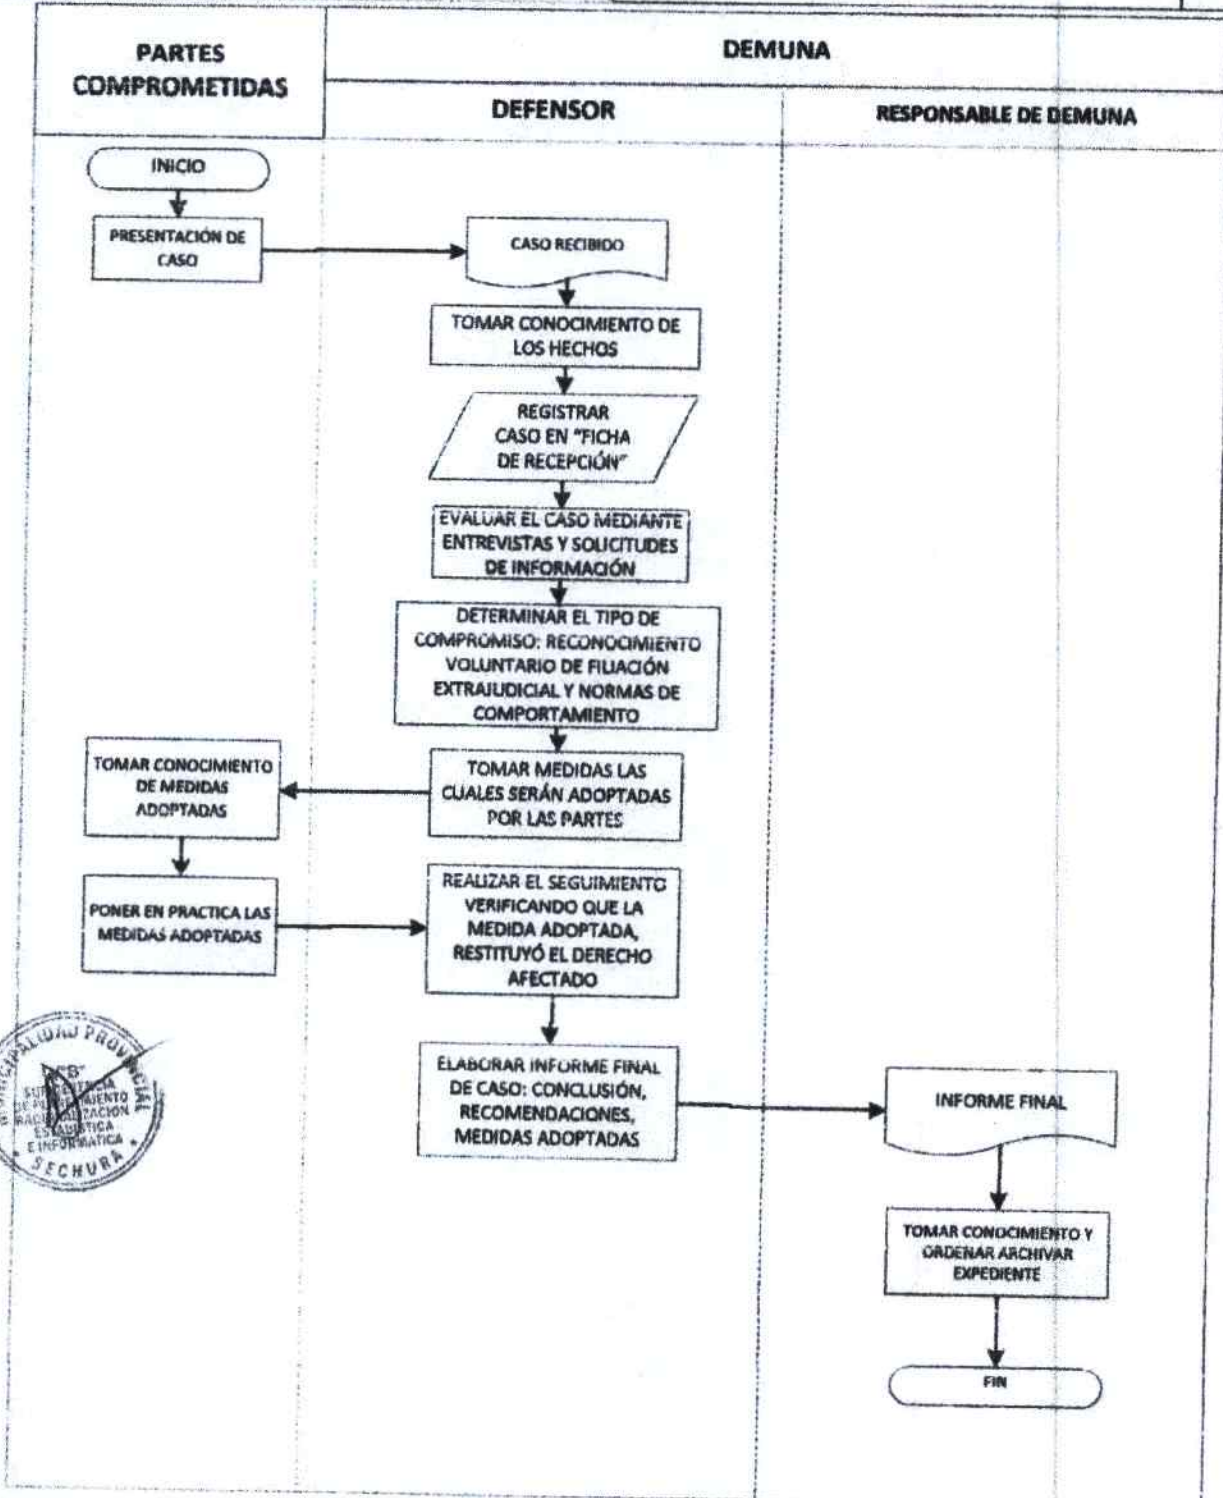 PARTES
COMPROMETIDAS
DEMUNA
DEFENSOR
RESPONSABLE DE DEMUNA
INICIO
PRESENTACIÓN DE
CASO
CASO RECIBIDO
TOMAR CONOCIMIENTO DE
LOS HECHOS
REGISTRAR
CASO EN "FICHA
DE RECEPCIÓN"
EVALUAR EL CASO MEDIANTE
ENTREVISTAS Y SOLICITUDES
DE INFORMACIÓN
DETERMINAR EL TIPO DE
COMPROMISO: RECONOCIMIENTO
VOLUNTARIO DE FILIACIÓN
EXTRAJUDICIAL Y NORMAS DE
COMPORTAMIENTO
TOMAR MEDIDAS LAS
CUALES SERÁN ADOPTADAS
POR LAS PARTES
TOMAR CONOCIMIENTO
DE MEDIDAS
ADOPTADAS
PONER EN PRACTICA LAS
MEDIDAS ADOPTADAS
REALIZAR EL SEGUIMIENTO
VERIFICANDO QUE LA
MEDIDA ADOPTADA,
RESTITUYÓ EL DERECHO
AFECTADO
ELABORAR INFORME FINAL
DE CASO: CONCLUSIÓN,
RECOMENDACIONES,
MEDIDAS ADOPTADAS
INFORME FINAL
TOMAR CONOCIMIENTO Y
ORDENAR ARCHIVAR
EXPEDIENTE
FIN
PROVINCIAL
ESTADISTICA
E INFORMATICA
SECHURA